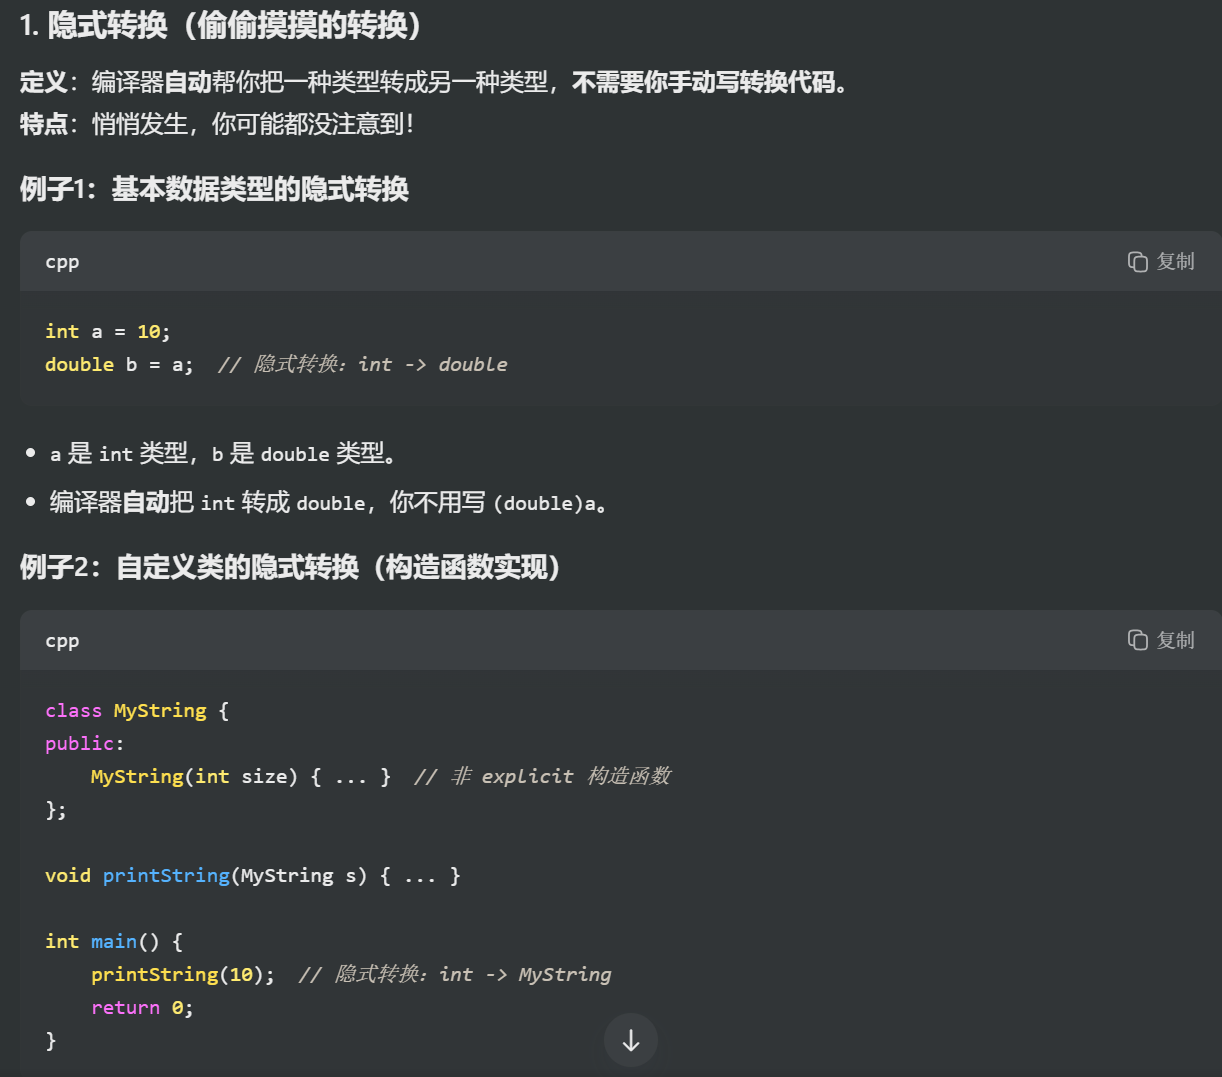 1. 隐式转换（偷偷摸摸的转换）
定义：编译器自动帮你把一种类型转成另一种类型，不需要你手动写转换代码。
特点：悄悄发生，你可能都没注意到！
例子1：基本数据类型的隐式转换
cpp 复制
int a = 10;
double b = a;  // 隐式转换：int -> double
• a 是 int 类型，b 是 double 类型。
• 编译器自动把 int 转成 double，你不用写 (double)a。
例子2：自定义类的隐式转换（构造函数实现）
cpp 复制
class MyString {
public:
    MyString(int size) { ... }  // 非 explicit 构造函数
};
void printString(MyString s) { ... }
int main() {
    printString(10);  // 隐式转换：int -> MyString
    return 0;
}